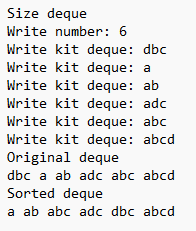 Size deque
Write number: 6
Write kit deque: dbc
Write kit deque: a
Write kit deque: ab
Write kit deque: adc
Write kit deque: abc
Write kit deque: abcd
Original deque
dbc a ab adc abc abcd
Sorted deque
a ab abc adc dbc abcd